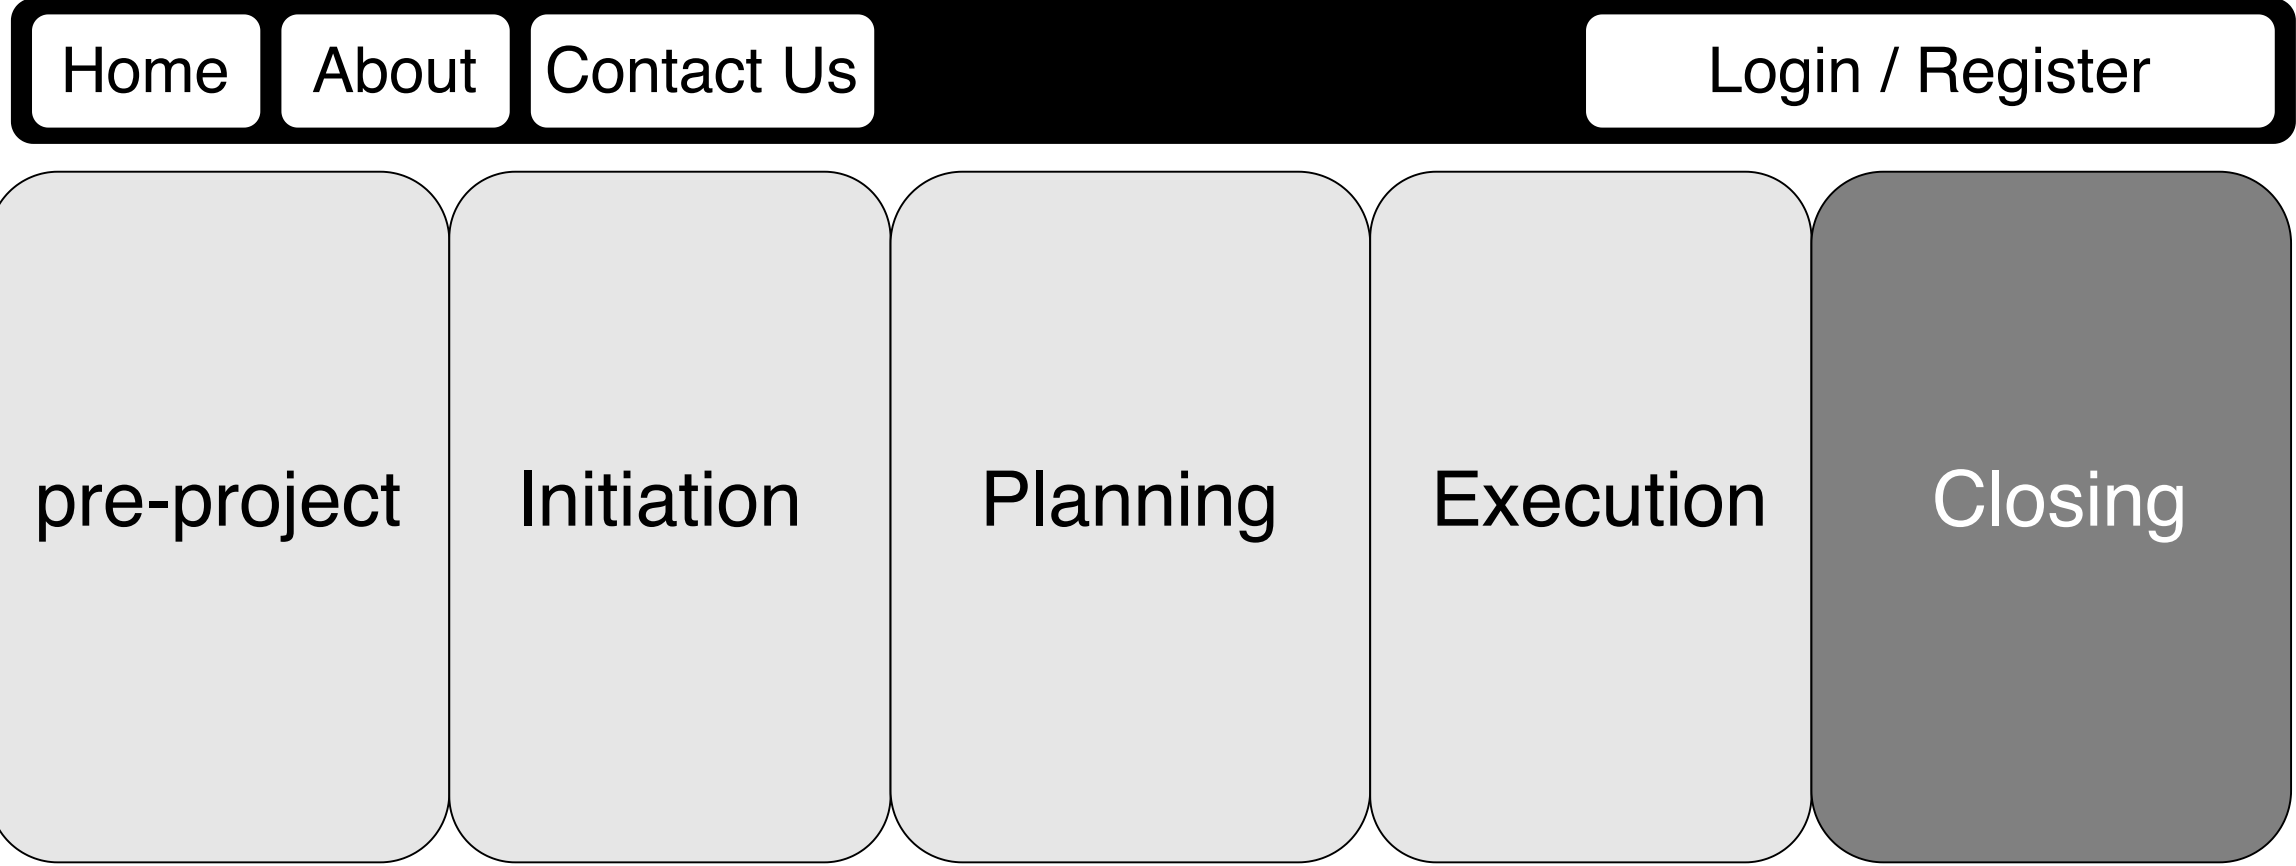 Home About Contact Us Login / Register
pre-project Initiation Planning Execution Closing